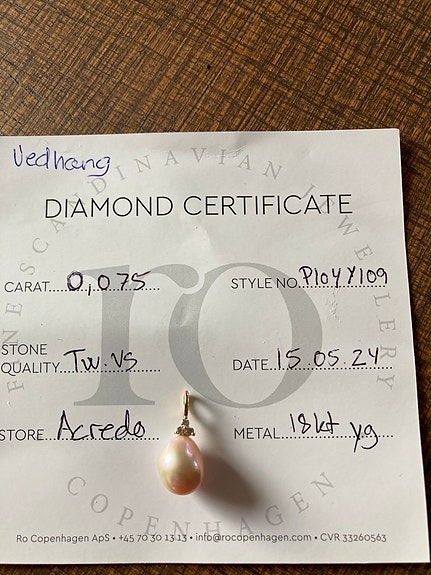 Vedhæng
FINE SCANDINAVIAN JEWELLERY
DIAMOND CERTIFICATE
CARAT 0,075
STYLE NO. P104Y109
ro
STONE QUALITY Tw. VS
DATE 15.05.24
STORE Acredo
METAL 18kt yg
COPENHAGEN
Ro Copenhagen ApS • +45 70 30 13 13 • info@rocopenhagen.com • CVR 33260563